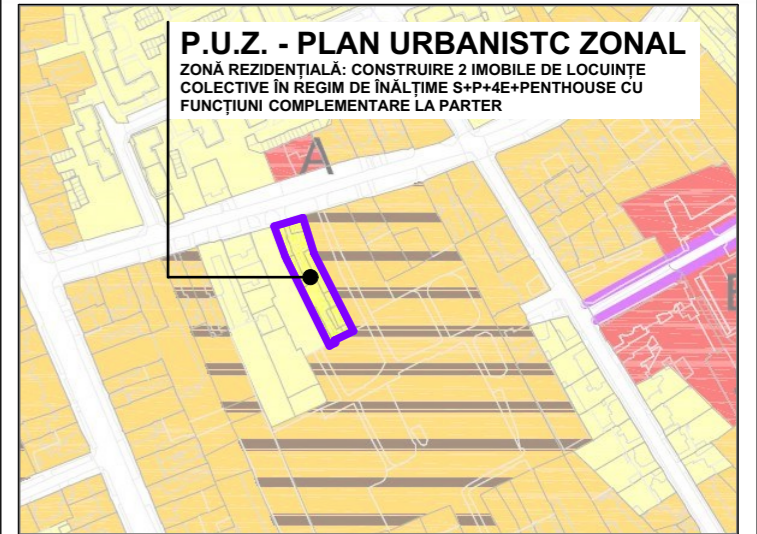 P.U.Z. - PLAN URBANISTC ZONAL
ZONĂ REZIDENȚIALĂ: CONSTRUIRE 2 IMOBILE DE LOCUINȚE
COLECTIVE ÎN REGIM DE ÎNĂLȚIME S+P+4E+PENTHOUSE CU
FUNCȚIUNI COMPLEMENTARE LA PARTER
A